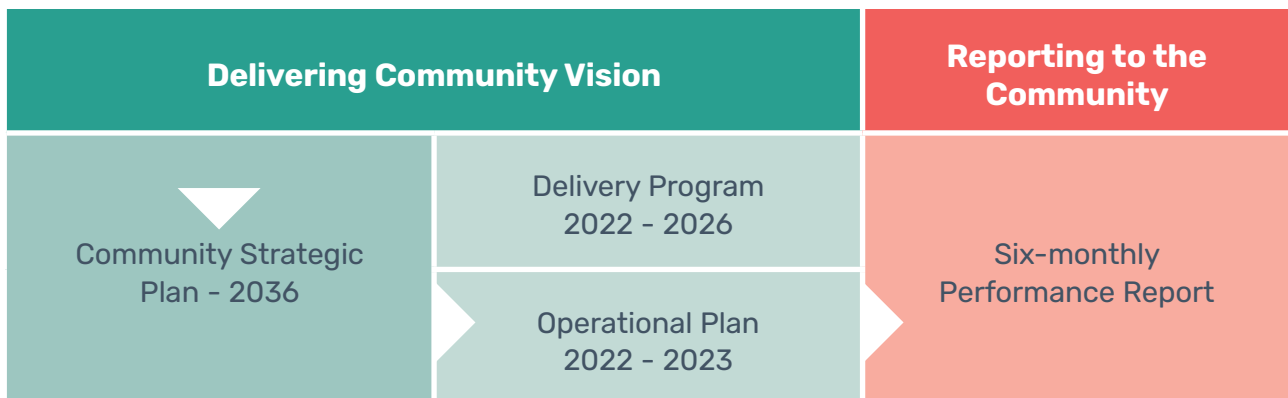 Delivering Community Vision
Reporting to the
Community
Community Strategic
Plan - 2036
Delivery Program
2022 - 2026
Operational Plan
2022 - 2023
Six-monthly
Performance Report